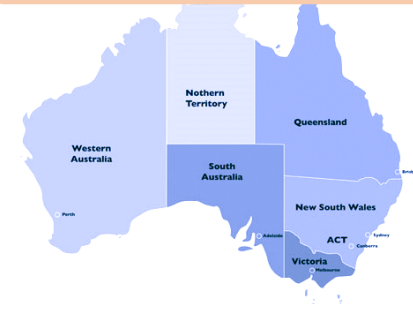 Nothern
Territory
Queensland
Western
Australia
South
Australia
New South Wales
Perth
Adelaide
Sydney
ACT
Canberra
Victoria
Melbourne